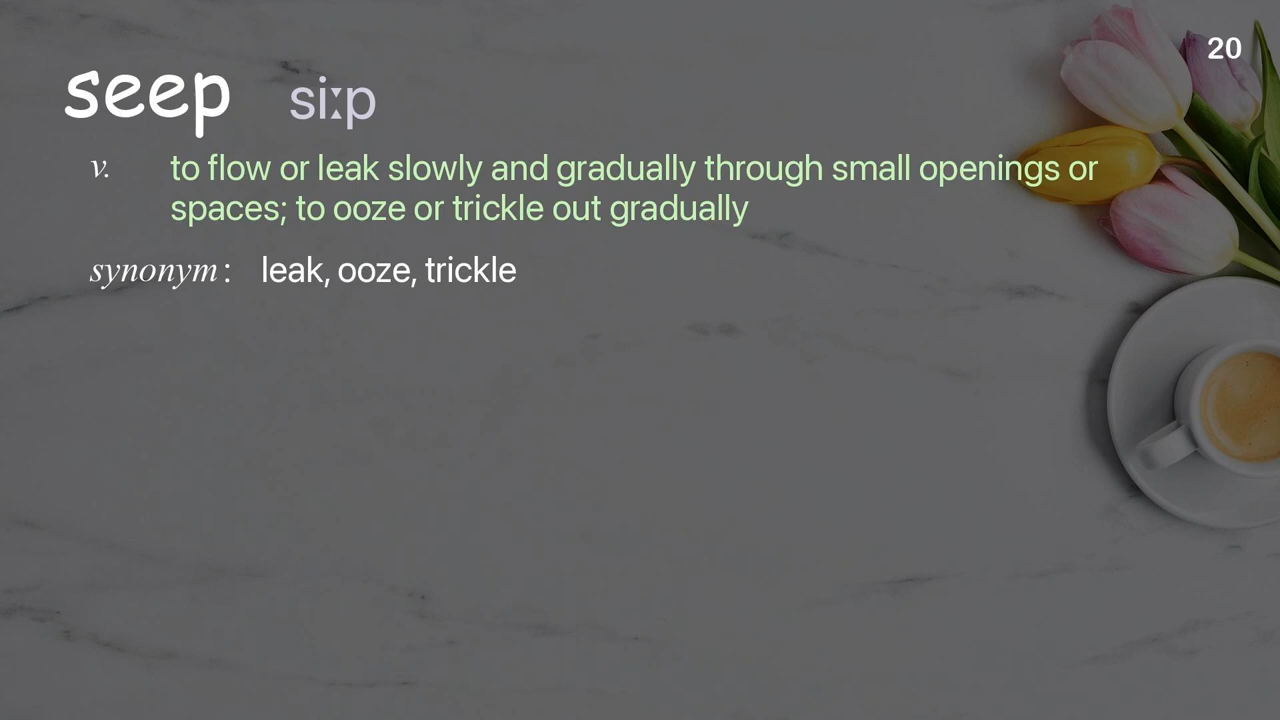 20
seep siːp
v. to flow or leak slowly and gradually through small openings or
spaces; to ooze or trickle out gradually
synonym: leak, ooze, trickle